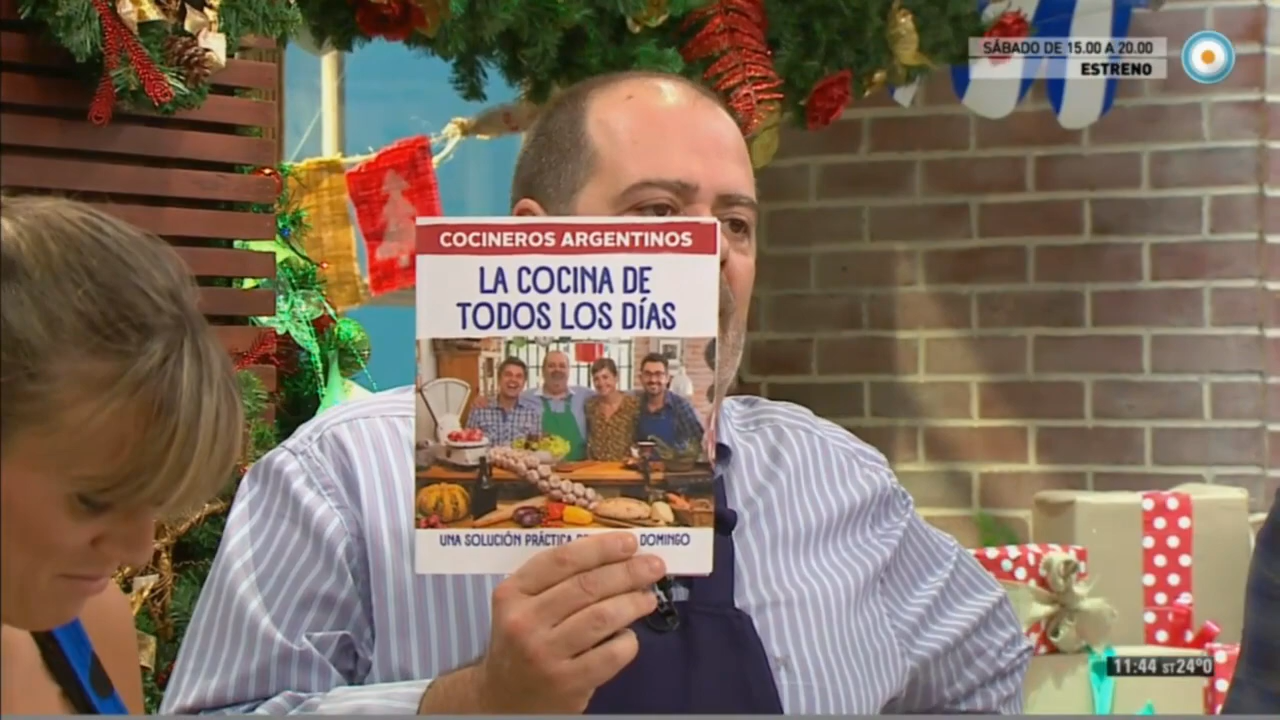 SÁBADO DE 15.00 A 20.00
ESTRENO
COCINEROS ARGENTINOS
LA COCINA DE
TODOS LOS DÍAS
UNA SOLUCIÓN PRÁCTICA DOMINGO
11:44 ST 24º0